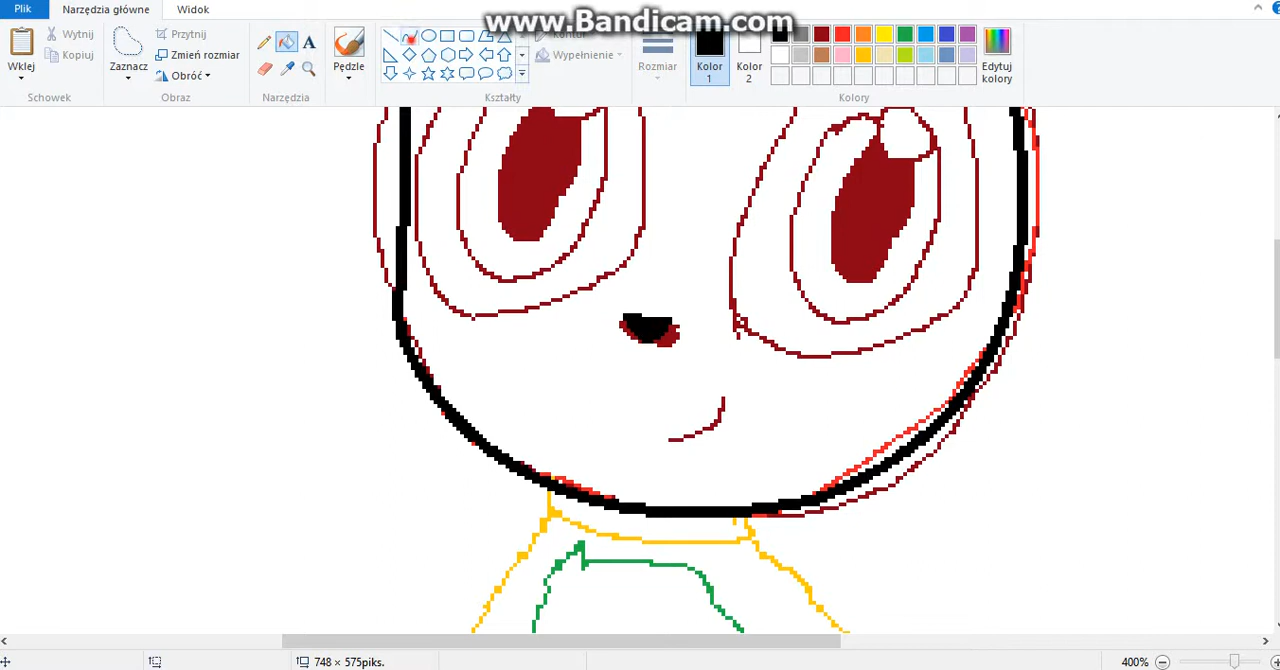 Plik Narzędzia główne Widok
www.Bandicam.com
Wklej
Wytnij
Kopiuj
Schowek
Zaznacz
Przytnij
Zmień rozmiar
Obróć
Obraz
Narzędzia
Pędzle
Kontur
Wypełnienie
Kształty
Rozmiar
Kolor 1
Kolor 2
Edytuj kolory
Kolory
748 × 575piks.
400%